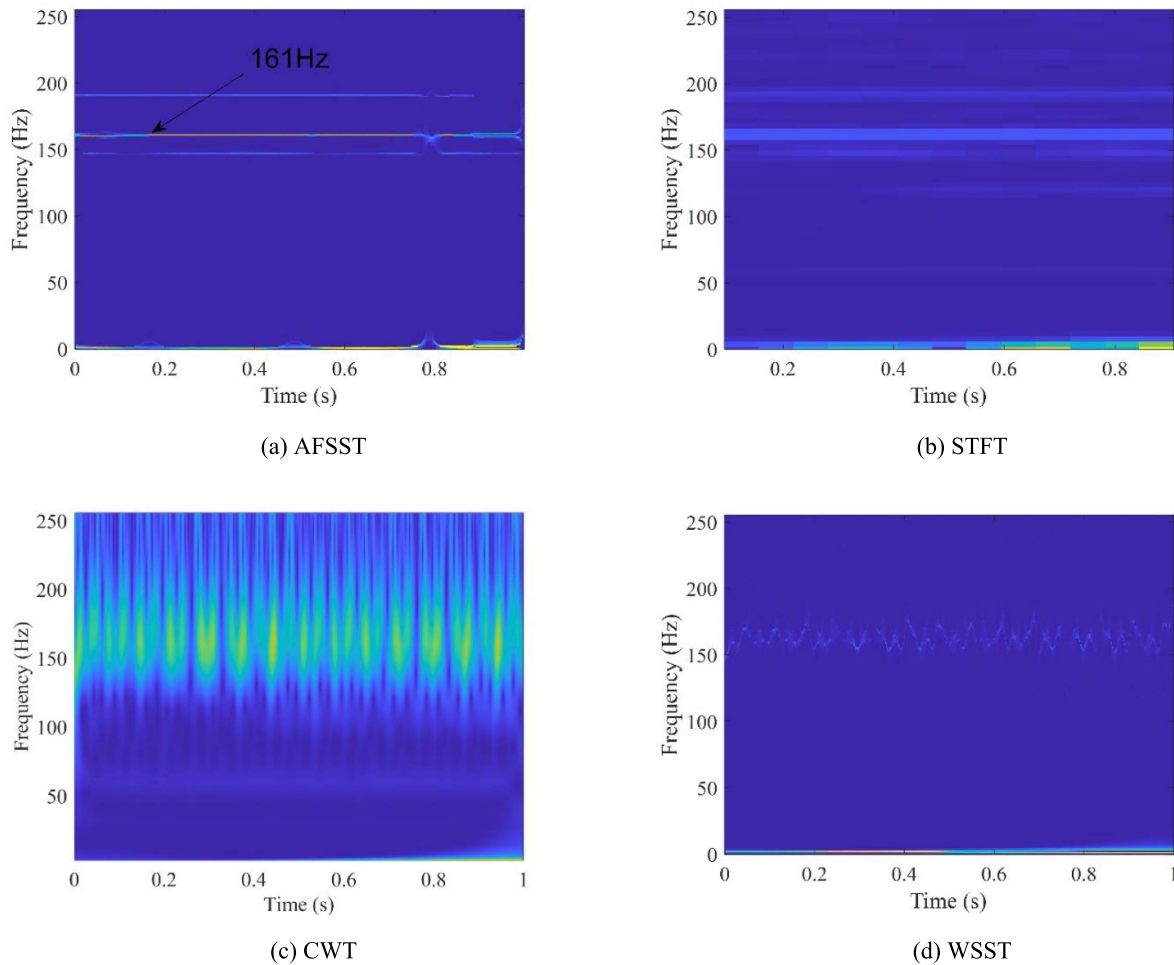 250
200
150
100
50
0
Frequency (Hz)
161Hz
0 0.2 0.4 0.6 0.8
Time (s)
(a) AFSST
250
200
150
100
50
0
Frequency (Hz)
0.2 0.4 0.6 0.8
Time (s)
(b) STFT
250
200
150
100
50
Frequency (Hz)
0 0.2 0.4 0.6 0.8 1
Time (s)
(c) CWT
250
200
150
100
50
0
Frequency (Hz)
0 0.2 0.4 0.6 0.8 1
Time (s)
(d) WSST